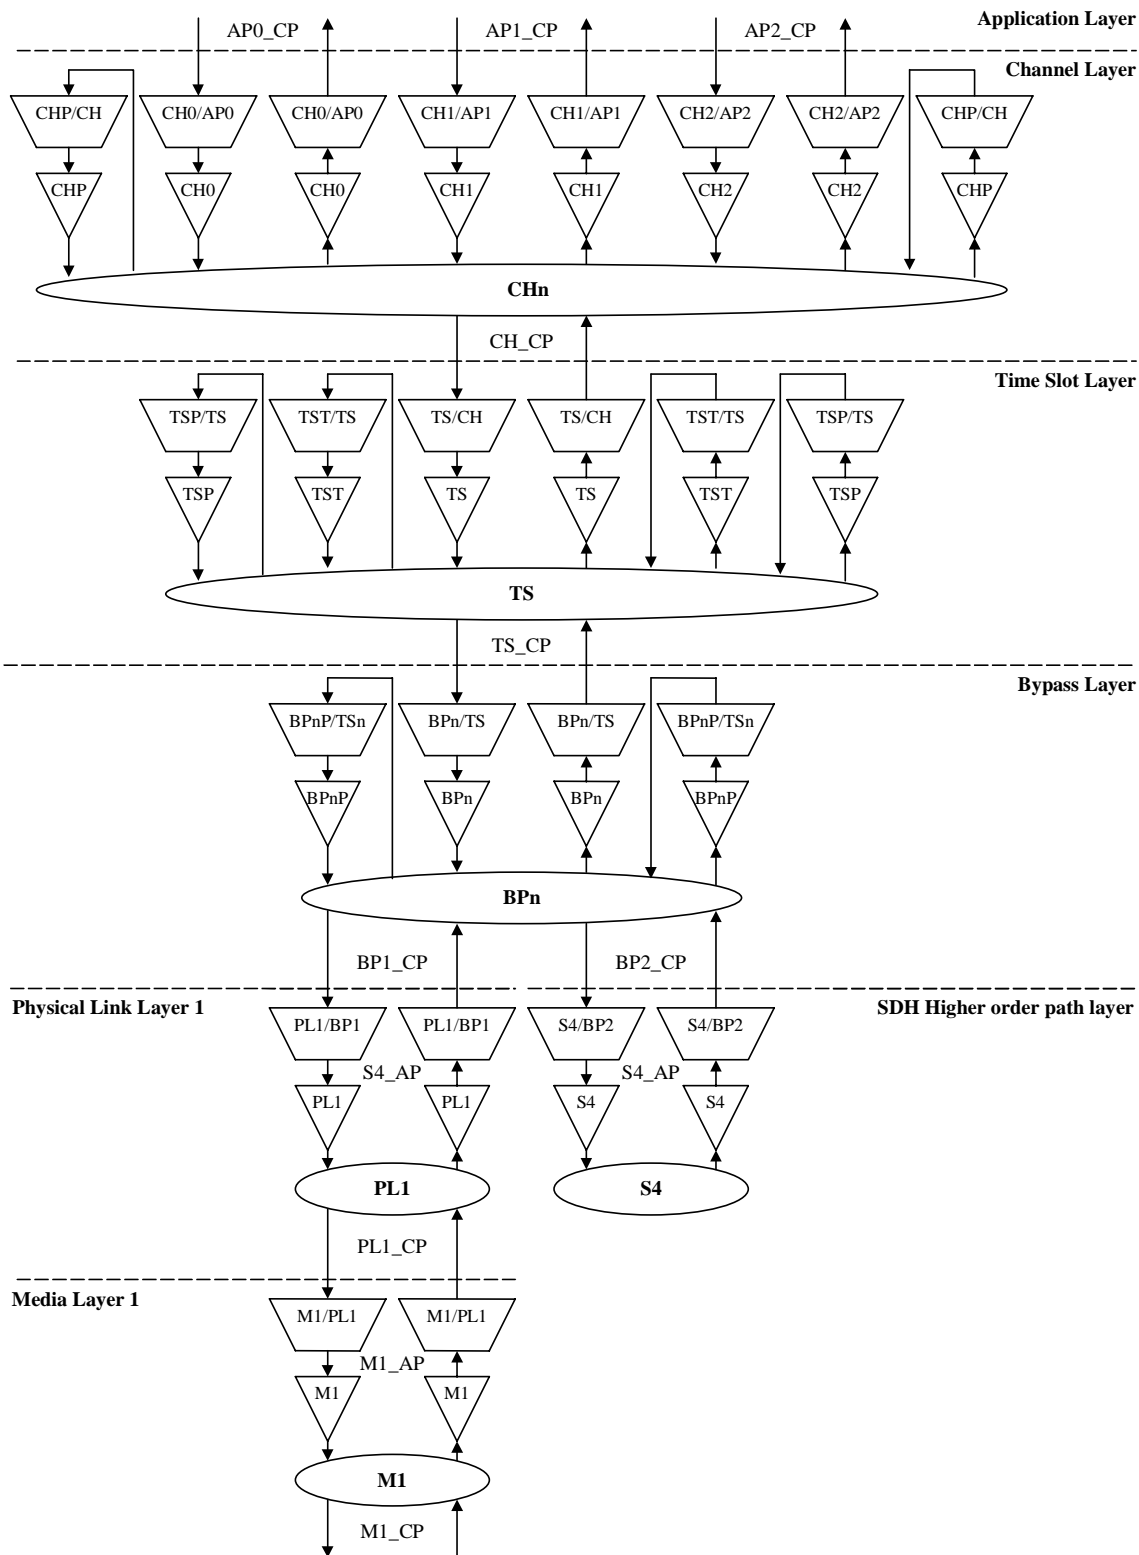 Application Layer
AP0_CP AP1_CP AP2_CP
Channel Layer
CHP/CH CH0/AP0 CH0/AP0 CH1/AP1 CH1/AP1 CH2/AP2 CH2/AP2 CHP/CH
CHP CH0 CH0 CH1 CH1 CH2 CH2 CHP
CHn
CH_CP
Time Slot Layer
TSP/TS TST/TS TS/CH TS/CH TST/TS TSP/TS
TSP TST TS TS TST TSP
TS
TS_CP
Bypass Layer
BPnP/TSn BPn/TS BPn/TS BPnP/TSn
BPnP BPn BPn BPnP
BPn
BP1_CP BP2_CP
Physical Link Layer 1 SDH Higher order path layer
PL1/BP1 PL1/BP1 S4/BP2 S4/BP2
S4_AP S4_AP
PL1 PL1 S4 S4
PL1 S4
PL1_CP
Media Layer 1
M1/PL1 M1/PL1
M1_AP
M1 M1
M1
M1_CP